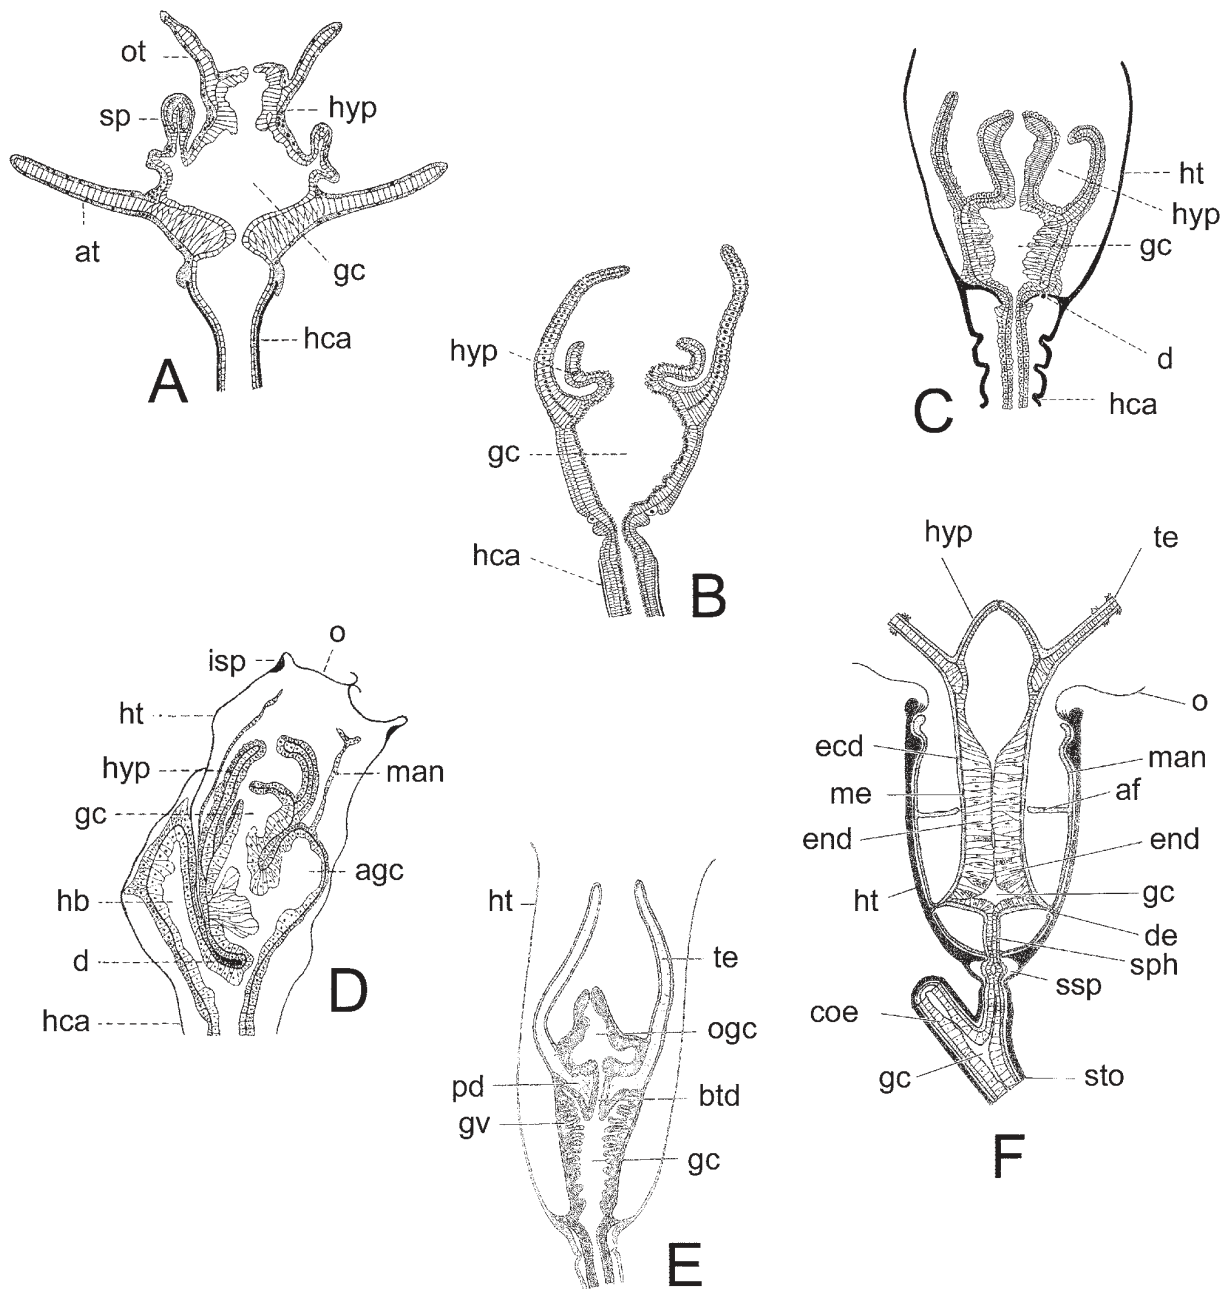 ot
sp
hyp
at
gc
hca
A
hyp
gc
hca
B
ht
hyp
gc
d
hca
C
o
isp
ht
hyp
man
gc
agc
hb
d
hca
D
ht
te
ogc
pd
btd
gv
gc
E
hyp
te
o
ecd
man
me
af
end
end
gc
ht
de
sph
ssp
coe
gc
sto
F